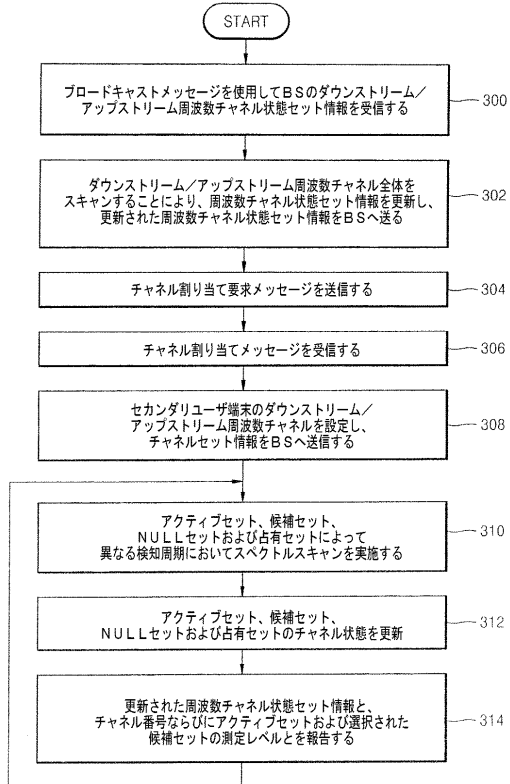 START
ブロードキャストメッセージを使用してBSのダウンストリーム／
アップストリーム周波数チャネル状態セット情報を受信する
300
ダウンストリーム／アップストリーム周波数チャネル全体を
スキャンすることにより、周波数チャネル状態セット情報を更新し、
更新された周波数チャネル状態セット情報をBSへ送る
302
チャネル割り当て要求メッセージを送信する
304
チャネル割り当てメッセージを受信する
306
セカンダリユーザ端末のダウンストリーム／
アップストリーム周波数チャネルを設定し、
チャネルセット情報をBSへ送信する
308
アクティブセット、候補セット、
NULLセットおよび占有セットによって
異なる検知周期においてスペクトルスキャンを実施する
310
アクティブセット、候補セット、
NULLセットおよび占有セットのチャネル状態を更新
312
更新された周波数チャネル状態セット情報と、
チャネル番号ならびにアクティブセットおよび選択された
候補セットの測定レベルとを報告する
314